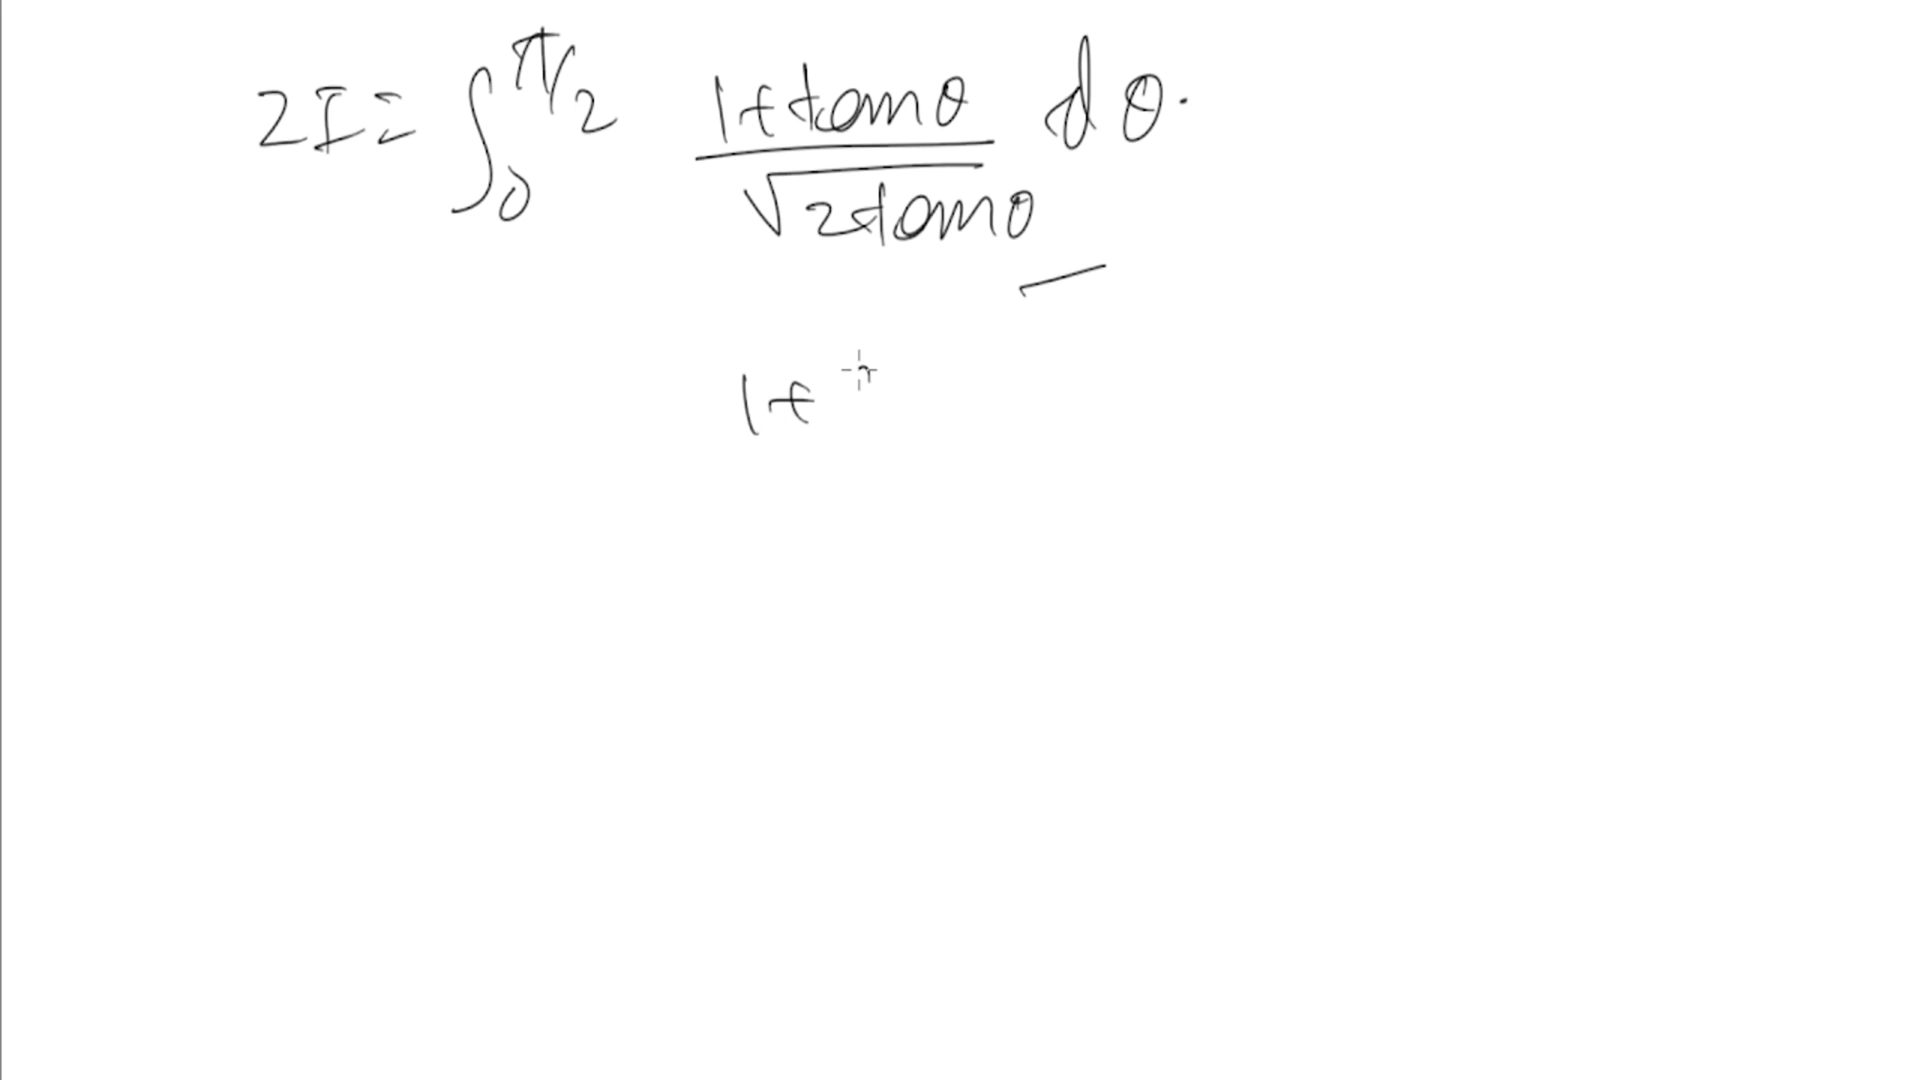 2I = ∫₀^{π/2} (1+tanθ)/√(2tanθ) dθ.
1+